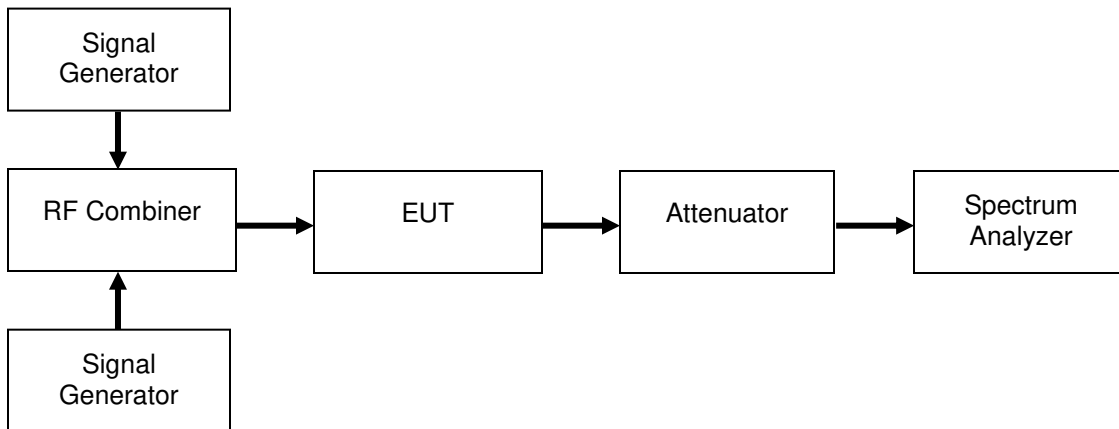 Signal
Generator
RF Combiner
EUT
Attenuator
Spectrum
Analyzer
Signal
Generator